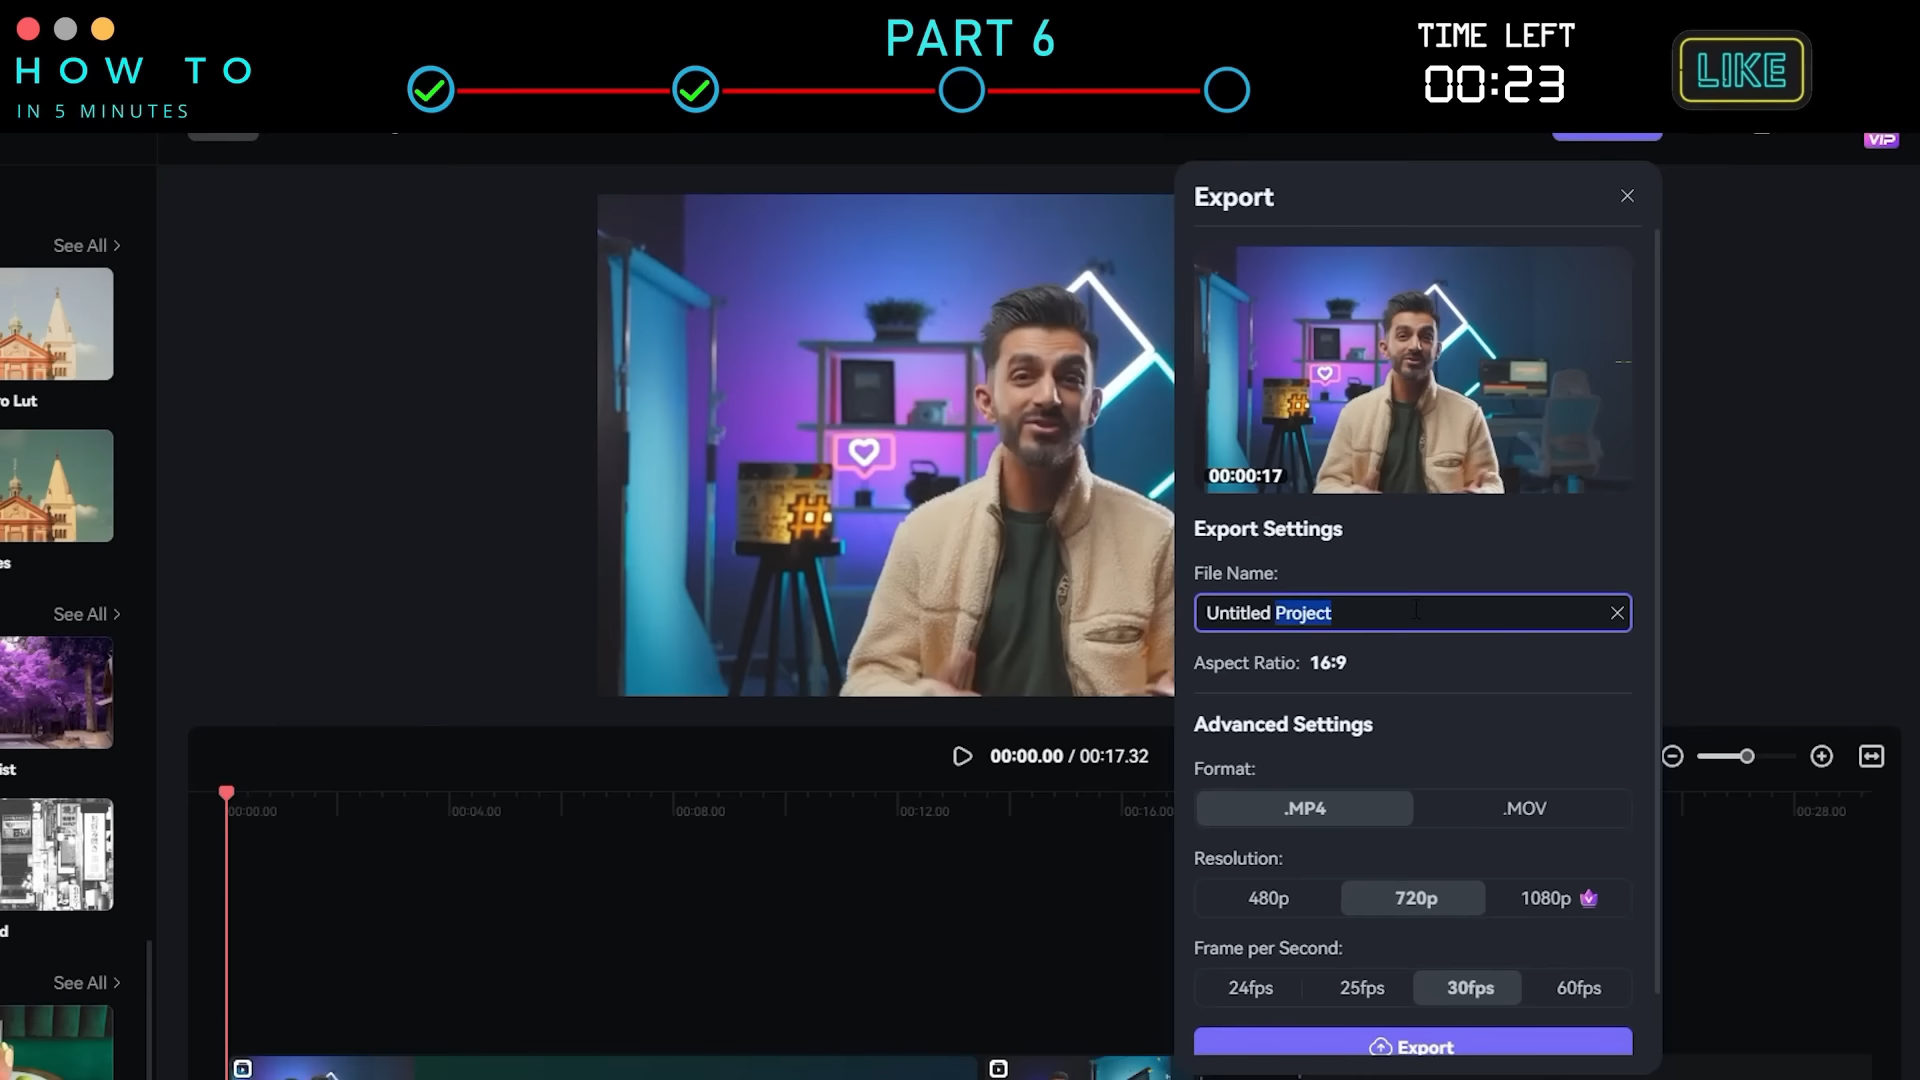 HOW TO
IN 5 MINUTES
PART 6
TIME LEFT
00:23
LIKE
VIP
See All >
o Lut
es
See All >
ist
d
See All >
Export
00:00:17
Export Settings
File Name:
Untitled Project
Aspect Ratio: 16:9
Advanced Settings
Format:
.MP4
.MOV
Resolution:
480p
720p
1080p
Frame per Second:
24fps
25fps
30fps
60fps
Export
#
00:00.00 / 00:17.32
00:00.00
00:04.00
00:08.00
00:12.00
00:16.00
00:28.00